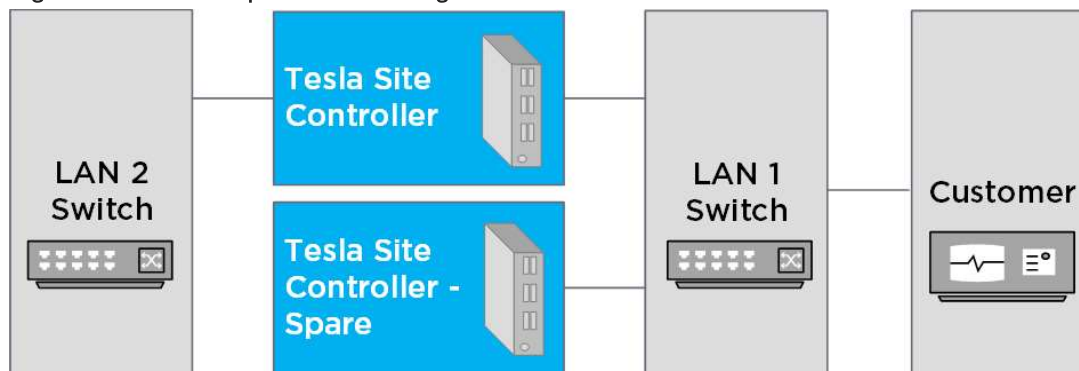 LAN 2
Switch
Tesla Site
Controller
Tesla Site
Controller -
Spare
LAN 1
Switch
Customer